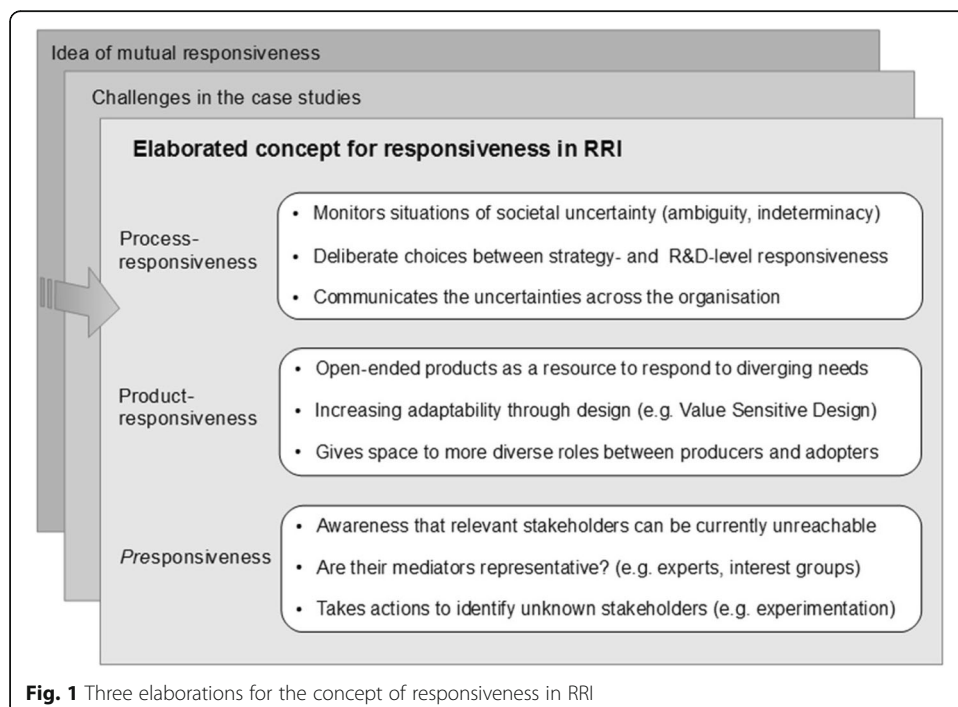 Idea of mutual responsiveness
Challenges in the case studies
Elaborated concept for responsiveness in RRI
Process-
responsiveness
• Monitors situations of societal uncertainty (ambiguity, indeterminacy)
• Deliberate choices between strategy- and R&D-level responsiveness
• Communicates the uncertainties across the organisation
Product-
responsiveness
• Open-ended products as a resource to respond to diverging needs
• Increasing adaptability through design (e.g. Value Sensitive Design)
• Gives space to more diverse roles between producers and adopters
Presponsiveness
• Awareness that relevant stakeholders can be currently unreachable
• Are their mediators representative? (e.g. experts, interest groups)
• Takes actions to identify unknown stakeholders (e.g. experimentation)
Fig. 1 Three elaborations for the concept of responsiveness in RRI